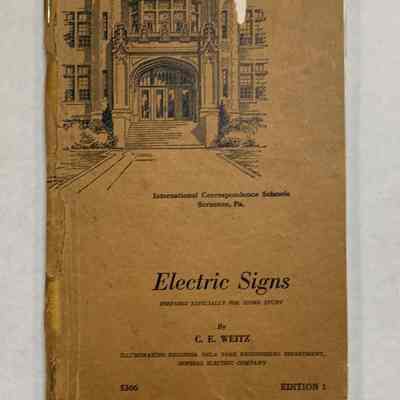 International Correspondence Schools
Scranton, Pa.
Electric Signs
PREPARED ESPECIALLY FOR HOME STUDY
By
C. E. WEITZ
ILLUMINATING ENGINEER NELA PARK ENGINEERING DEPARTMENT,
GENERAL ELECTRIC COMPANY
5366
EDITION 1